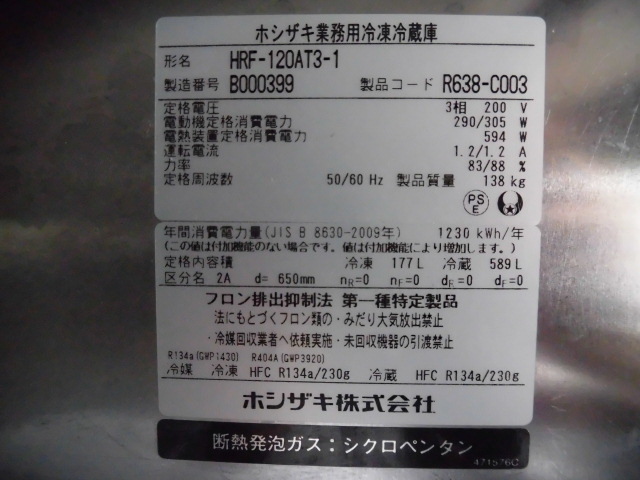 ホシザキ業務用冷凍冷蔵庫
形名 HRF-120AT3-1
製造番号 B000399 製品コード R638-C003
定格電圧 3相 200 V
電動機定格消費電力 290/305 W
電熱装置定格消費電力 594 W
運転電流 1.2/1.2 A
力率 83/88 %
定格周波数 50/60 Hz 製品質量 138 kg
PS E
年間消費電力量(JIS B 8630-2009年) 1230 kWh/年
(この値は付加機能のない場合です。値は付加機能により増加します。)
定格内容積 冷凍 177L 冷蔵 589L
区分名 2A d= 650mm nR=0 nF=0 dR=0 dF=0
フロン排出抑制法 第一種特定製品
・法にもとづくフロン類の・みだり大気放出禁止
・冷媒回収業者へ依頼実施・未回収機器の引渡禁止
R134a(GWP1430) R404A(GWP3920)
冷媒 冷凍 HFC R134a/230g 冷蔵 HFC R134a/230g
ホシザキ株式会社
断熱発泡ガス：シクロペンタン
471576C